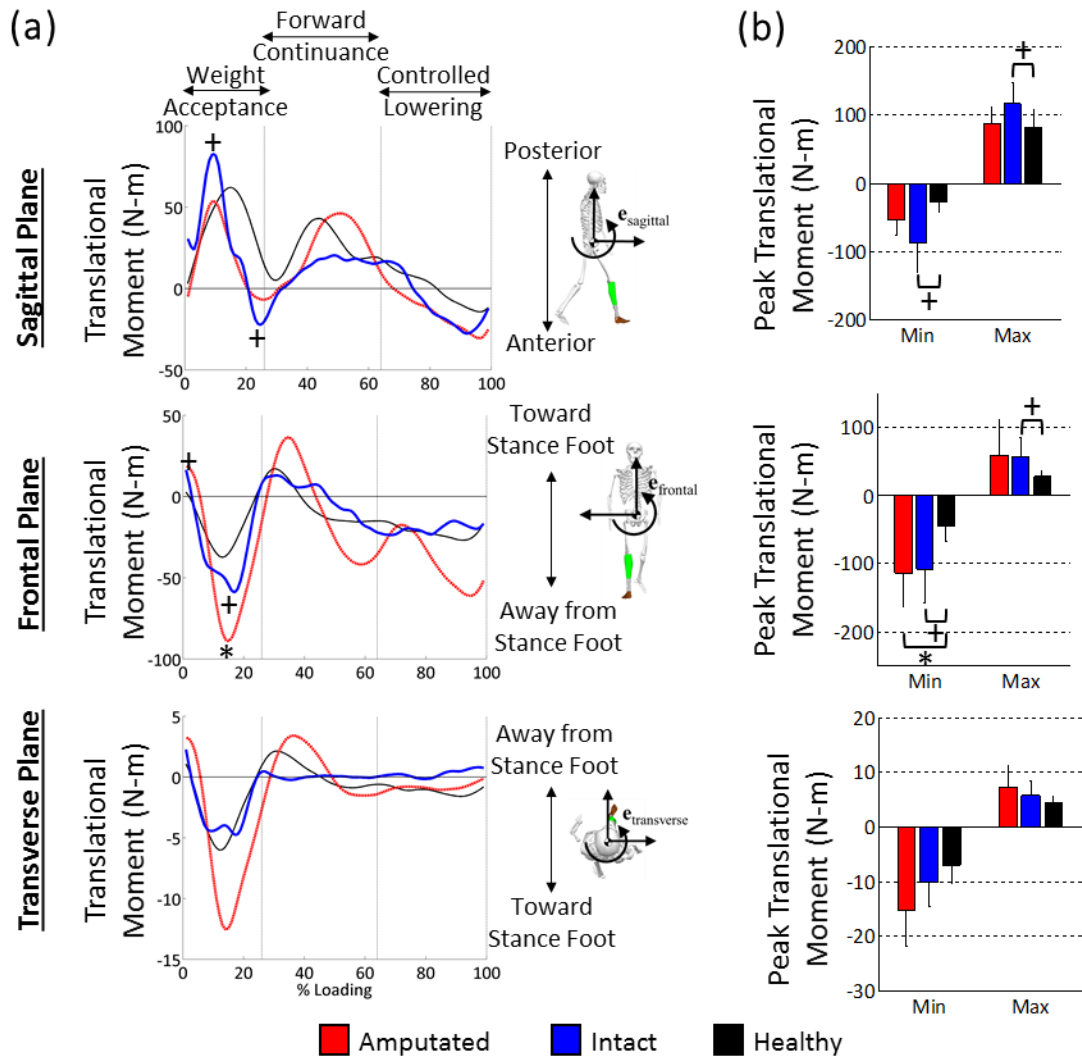 (a)
Forward
Continuance
Weight
Acceptance
Controlled
Lowering
Sagittal Plane
Translational
Moment (N-m)
100
50
0
-50
0 20 40 60 80 100
+
+
Posterior
Anterior
e sagittal
Frontal Plane
Translational
Moment (N-m)
50
0
-50
-100
0 20 40 60 80 100
+
+
*
Toward
Stance Foot
Away from
Stance Foot
e frontal
Transverse Plane
Translational
Moment (N-m)
5
0
-5
-10
-15
0 20 40 60 80 100
% Loading
Away from
Stance Foot
Toward
Stance Foot
e transverse
(b)
Peak Translational
Moment (N-m)
200
100
0
-100
-200
+
+
Min Max
Peak Translational
Moment (N-m)
100
0
-100
-200
+
+
*
Min Max
Peak Translational
Moment (N-m)
20
10
0
-10
-20
-30
Min Max
Amputated Intact Healthy